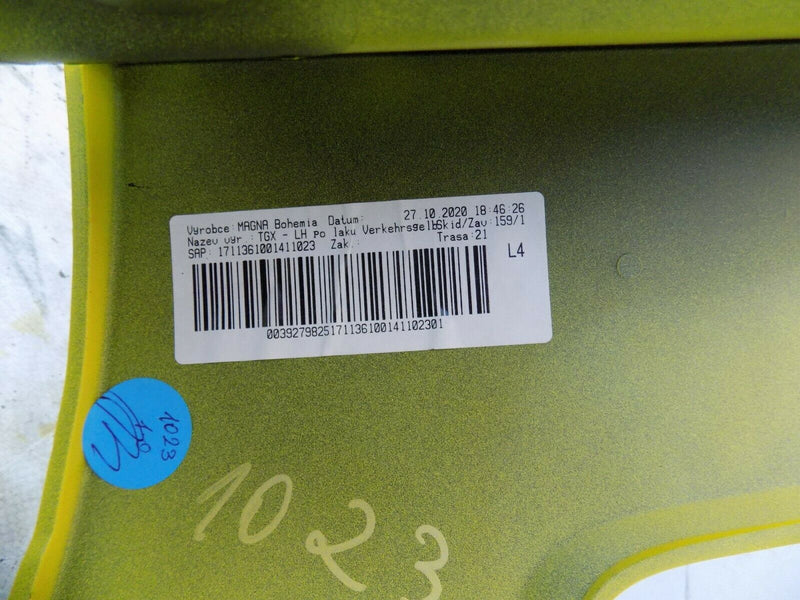 Vyrobce: MAGNA Bohemia Datum: 27.10.2020 18:46:26
Nazev vyr.: TGX - LH po laku Verkehrsgelb Skid/Zav: 159/1
SAP: 1711361001411023 Zak.: Trasa: 21
L4
0039279825171136100141102301
1023
1023